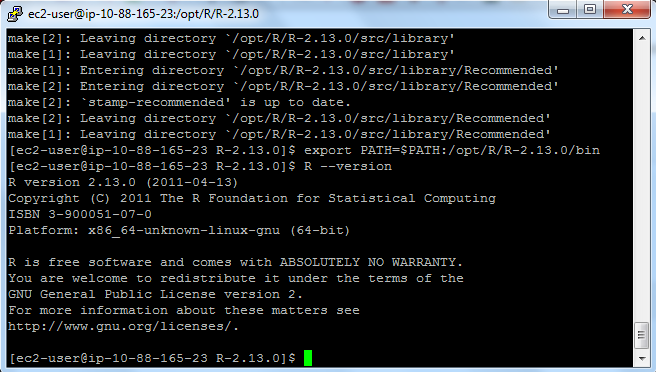 ec2-user@ip-10-88-165-23:/opt/R/R-2.13.0
make[2]: Leaving directory `/opt/R/R-2.13.0/src/library'
make[1]: Leaving directory `/opt/R/R-2.13.0/src/library'
make[1]: Entering directory `/opt/R/R-2.13.0/src/library/Recommended'
make[2]: Entering directory `/opt/R/R-2.13.0/src/library/Recommended'
make[2]: `stamp-recommended' is up to date.
make[2]: Leaving directory `/opt/R/R-2.13.0/src/library/Recommended'
make[1]: Leaving directory `/opt/R/R-2.13.0/src/library/Recommended'
[ec2-user@ip-10-88-165-23 R-2.13.0]$ export PATH=$PATH:/opt/R/R-2.13.0/bin
[ec2-user@ip-10-88-165-23 R-2.13.0]$ R --version
R version 2.13.0 (2011-04-13)
Copyright (C) 2011 The R Foundation for Statistical Computing
ISBN 3-900051-07-0
Platform: x86_64-unknown-linux-gnu (64-bit)
R is free software and comes with ABSOLUTELY NO WARRANTY.
You are welcome to redistribute it under the terms of the
GNU General Public License version 2.
For more information about these matters see
http://www.gnu.org/licenses/.
[ec2-user@ip-10-88-165-23 R-2.13.0]$